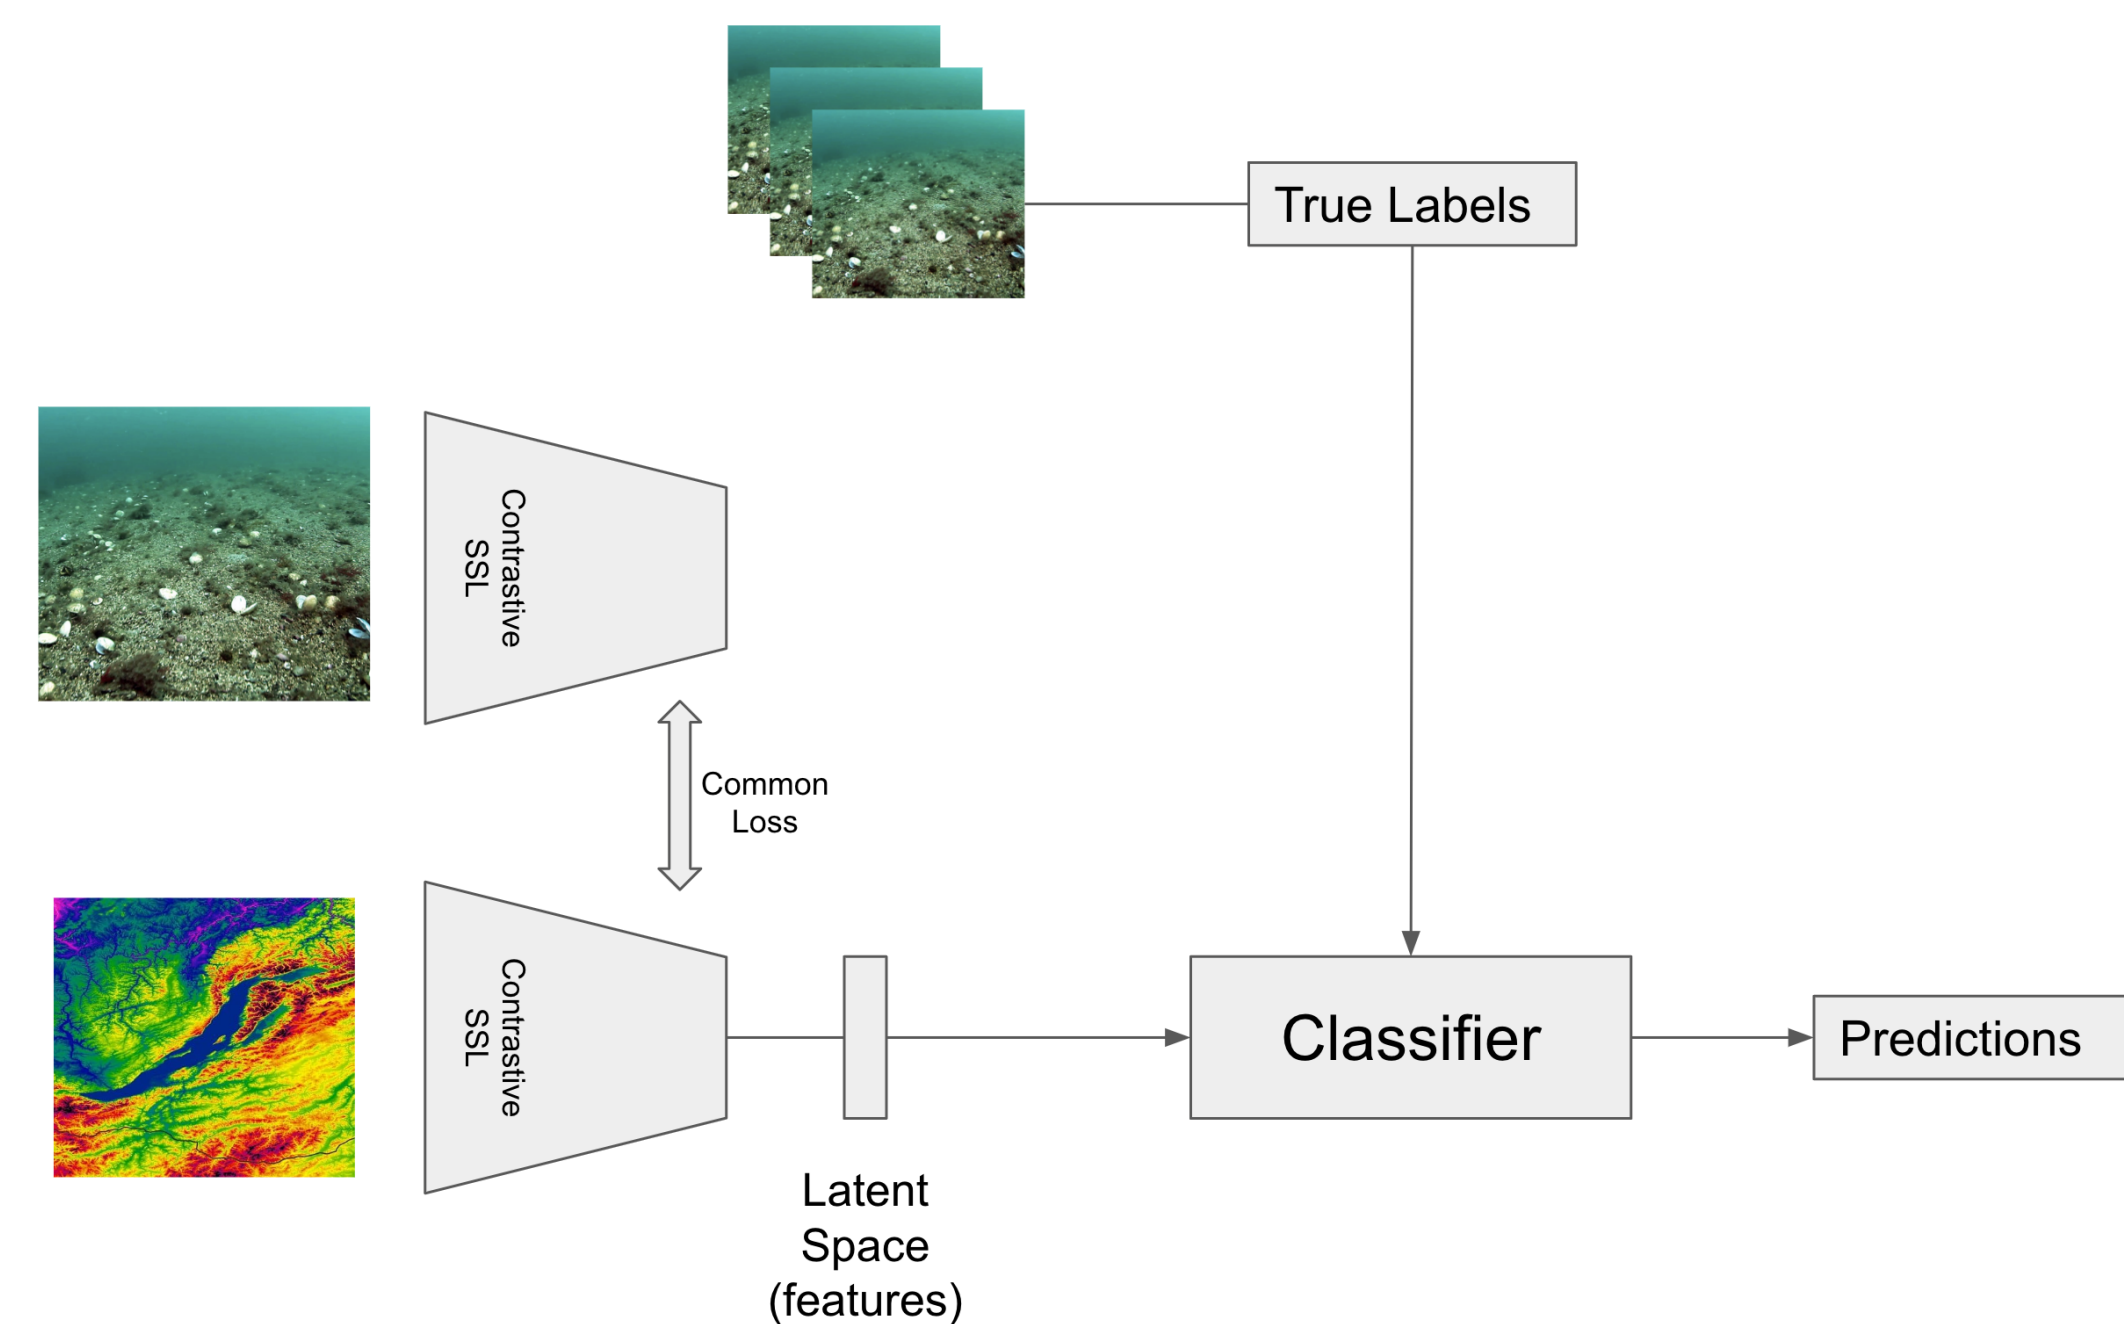 True Labels
Contrastive
SSL
Common
Loss
Contrastive
SSL
Classifier
Predictions
Latent
Space
(features)